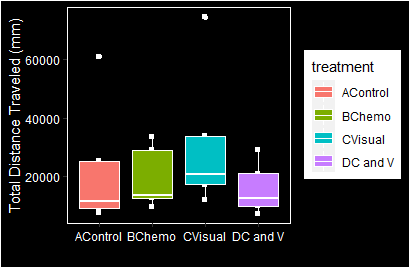 Total Distance Traveled (mm)
60000
40000
20000
AControl BChemo CVisual DC and V
treatment
AControl
BChemo
CVisual
DC and V